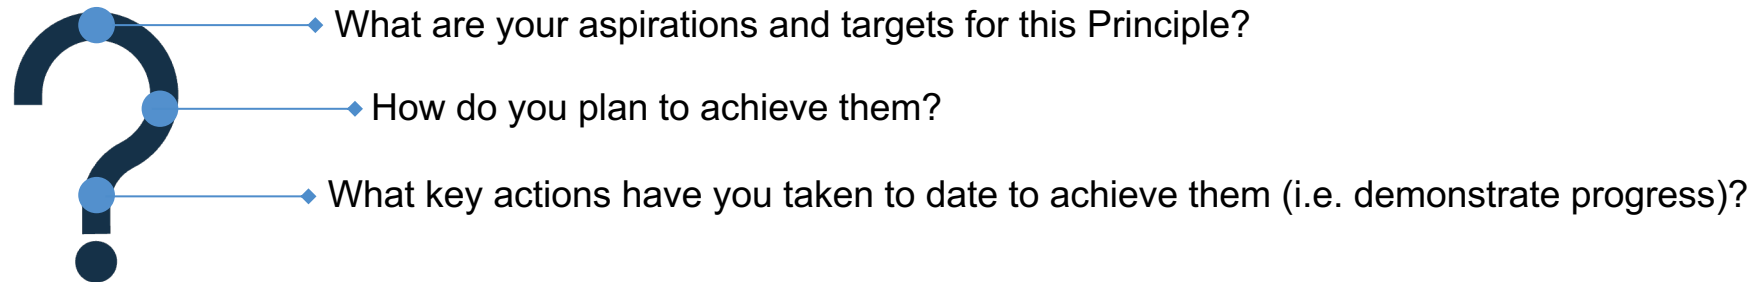 What are your aspirations and targets for this Principle?
How do you plan to achieve them?
What key actions have you taken to date to achieve them (i.e. demonstrate progress)?